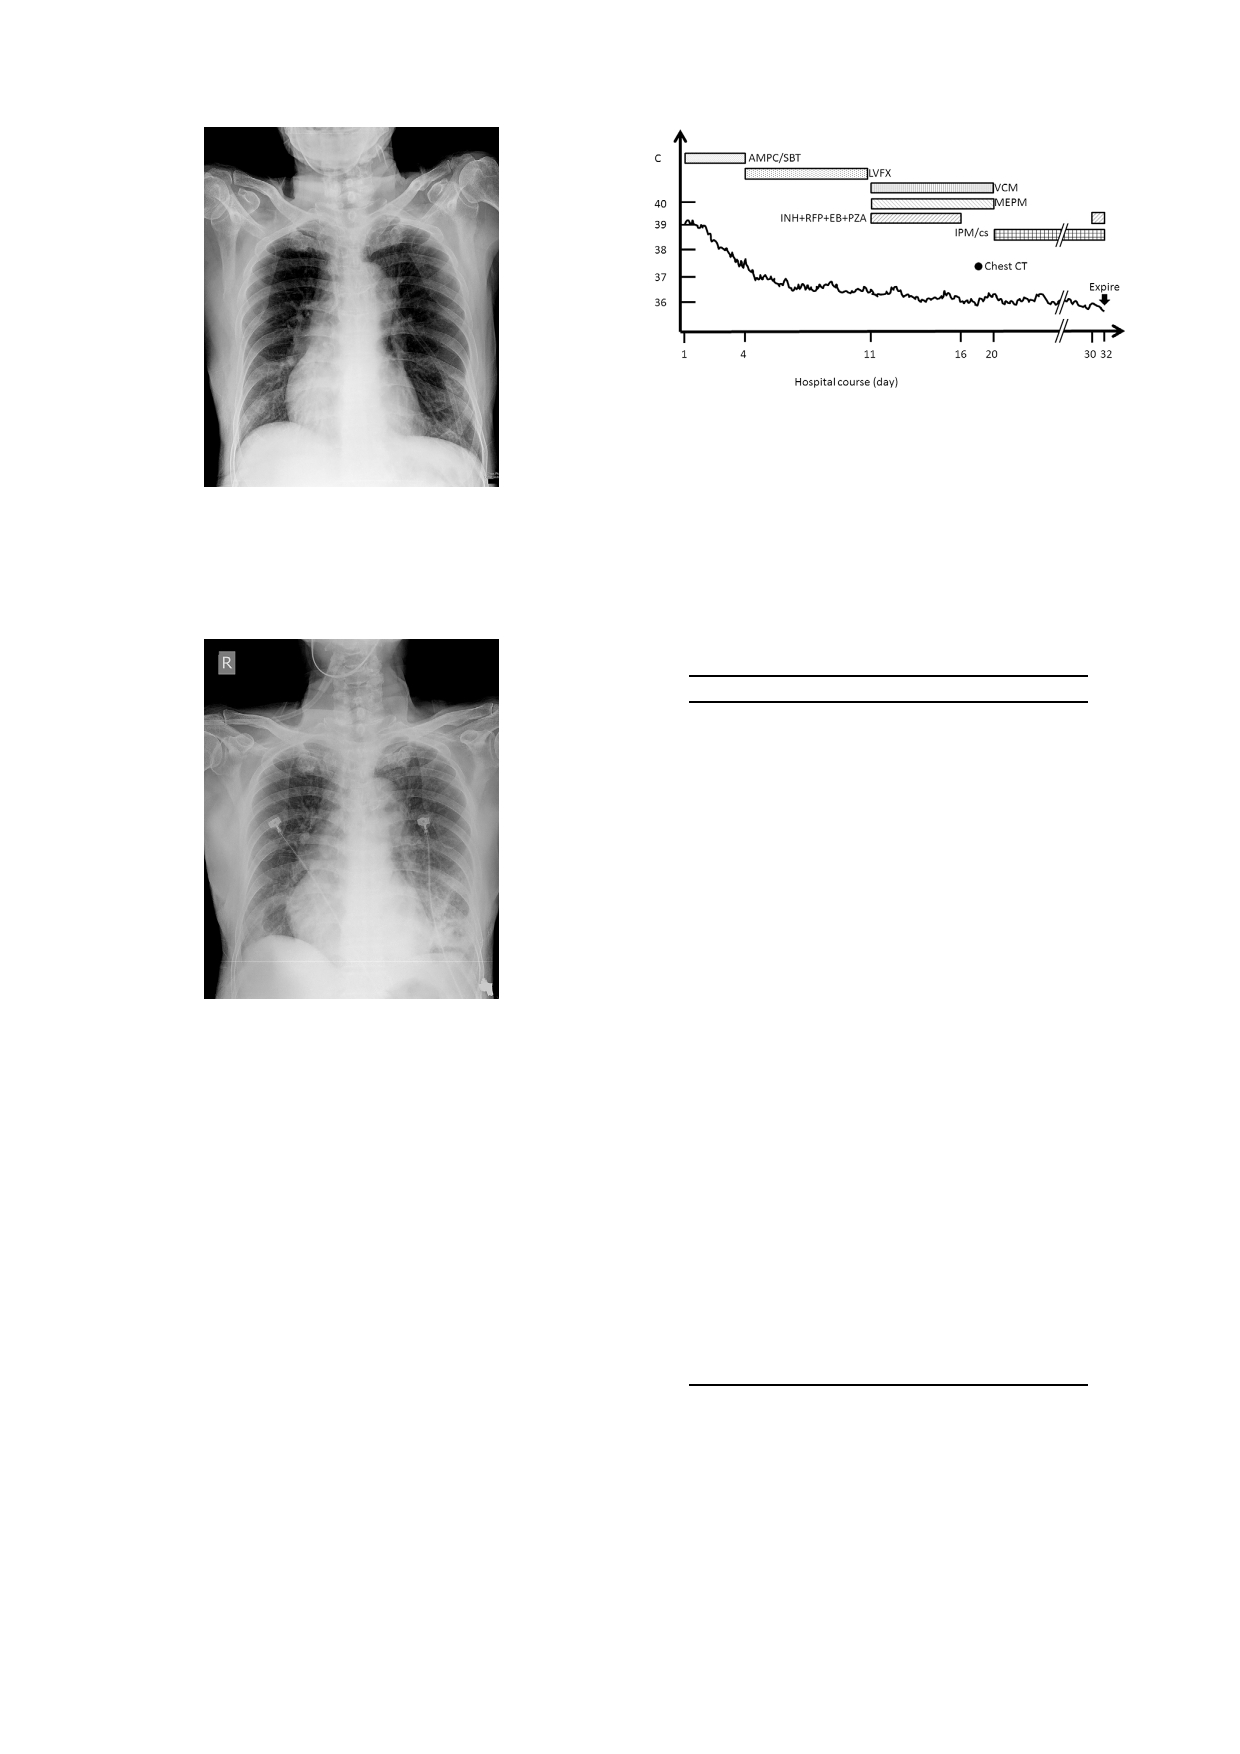 C
AMPC/SBT
LVFX
VCM
40
MEPM
39
INH+RFP+EB+PZA
IPM/cs
38
Chest CT
37
Expire
36
1 4 11 16 20 30 32
Hospital course (day)
R